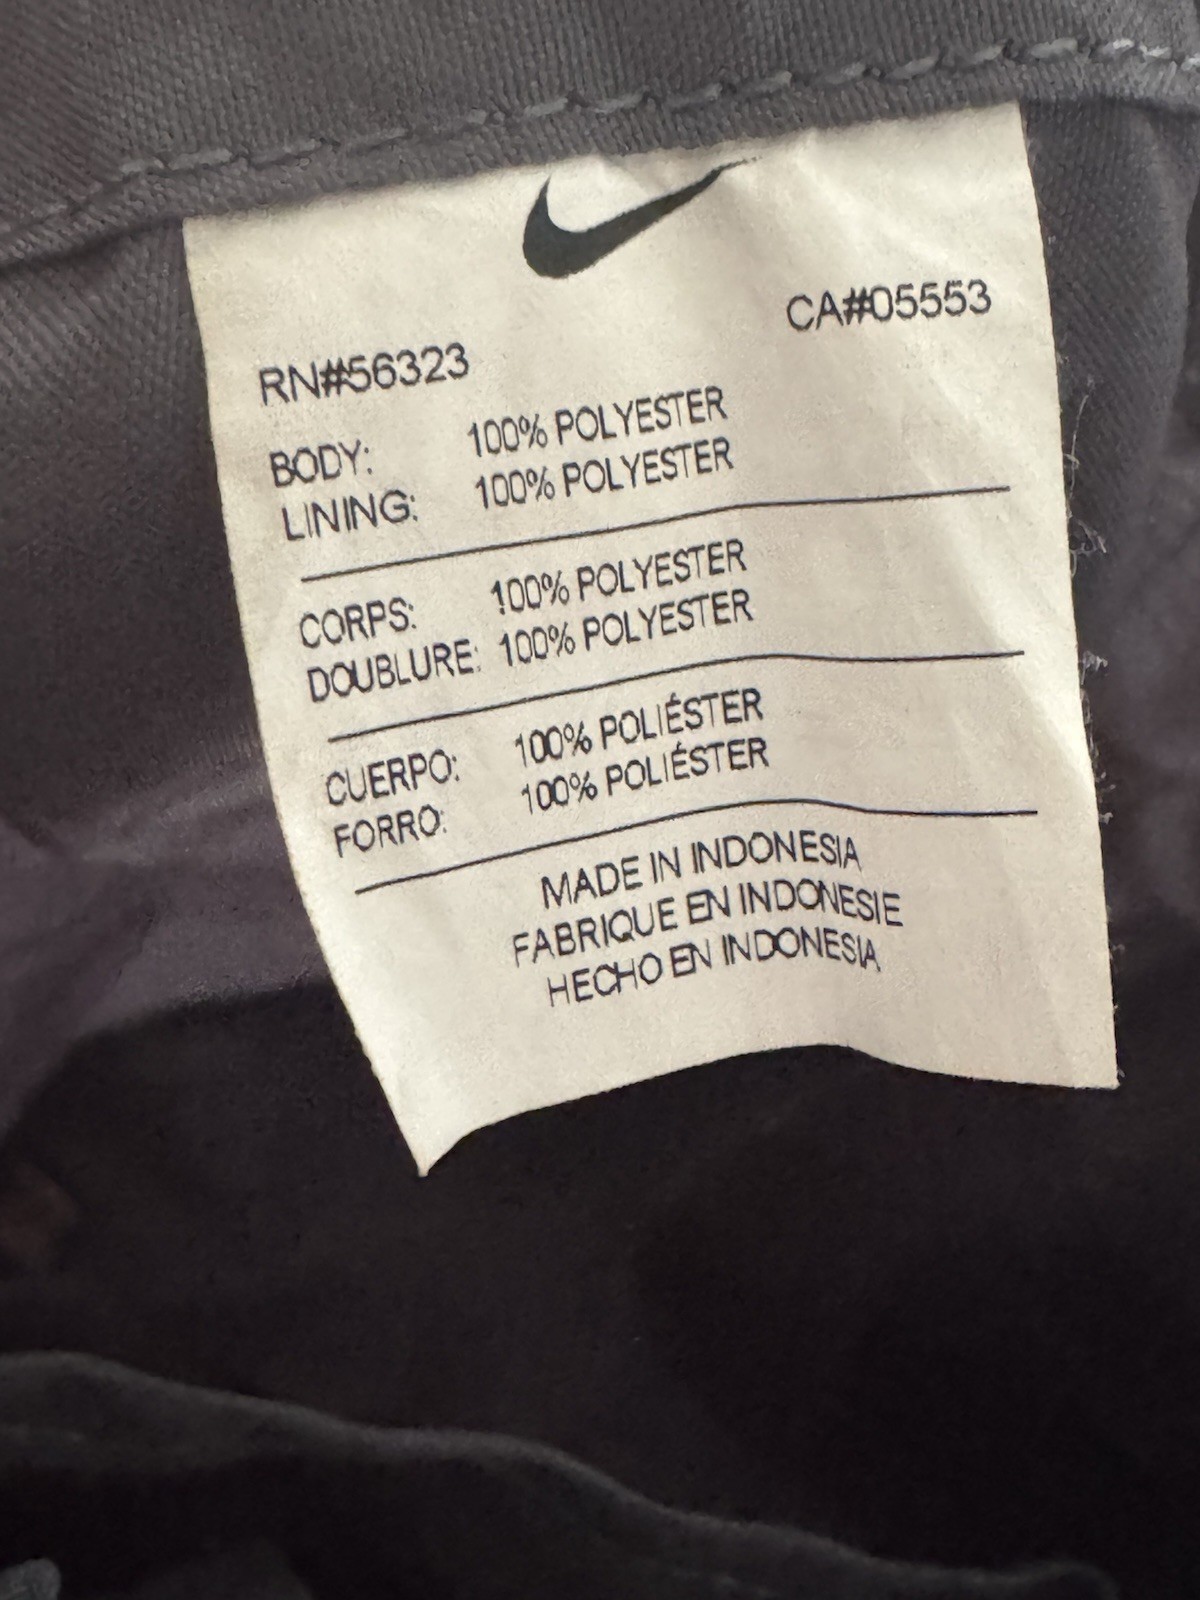 CA#05553
RN#56323
BODY: 100% POLYESTER
LINING: 100% POLYESTER
CORPS: 100% POLYESTER
DOUBLURE: 100% POLYESTER
CUERPO: 100% POLIÉSTER
FORRO: 100% POLIÉSTER
MADE IN INDONESIA
FABRIQUE EN INDONESIE
HECHO EN INDONESIA